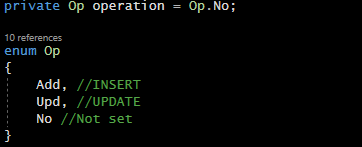 private Op operation = Op.No;
10 references
enum Op
{
Add, //INSERT
Upd, //UPDATE
No //Not set
}